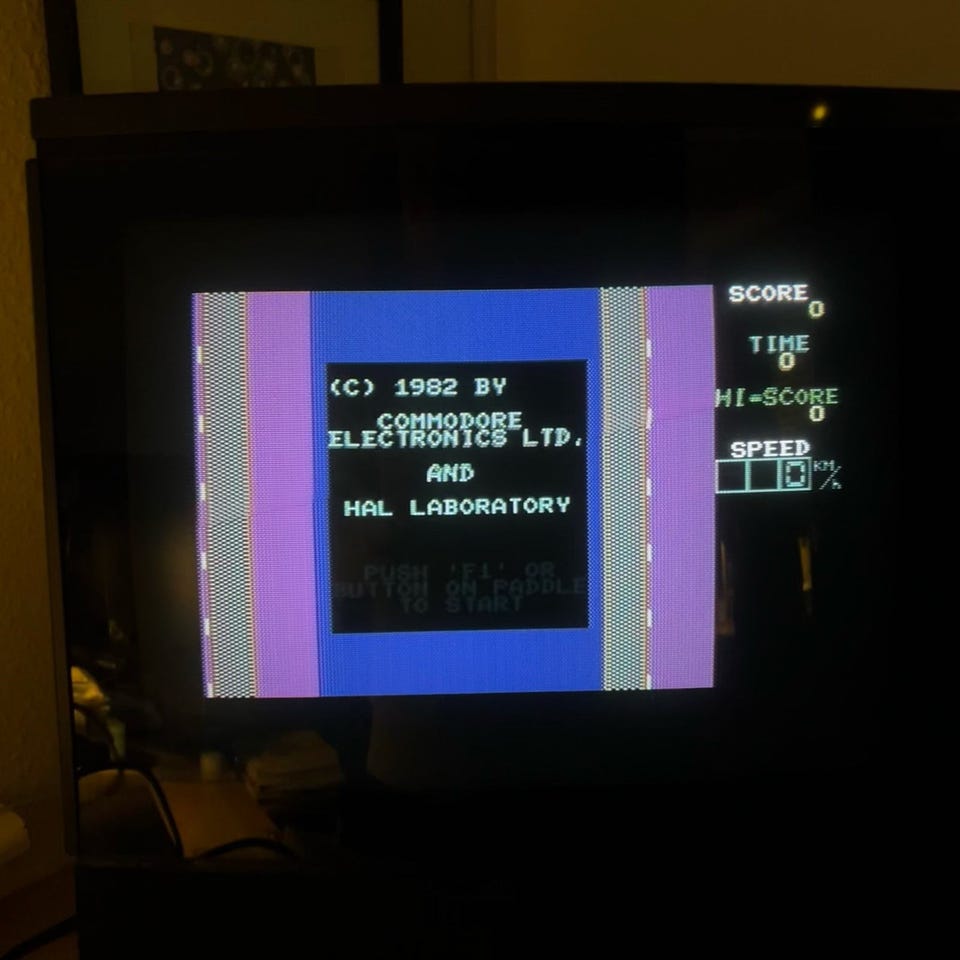 (C) 1982 BY
COMMODORE
ELECTRONICS LTD.
AND
HAL LABORATORY
PUSH 'F1' OR
BUTTON ON PADDLE
TO START
SCORE
0
TIME
0
HI=SCORE
0
SPEED
0 KM/h